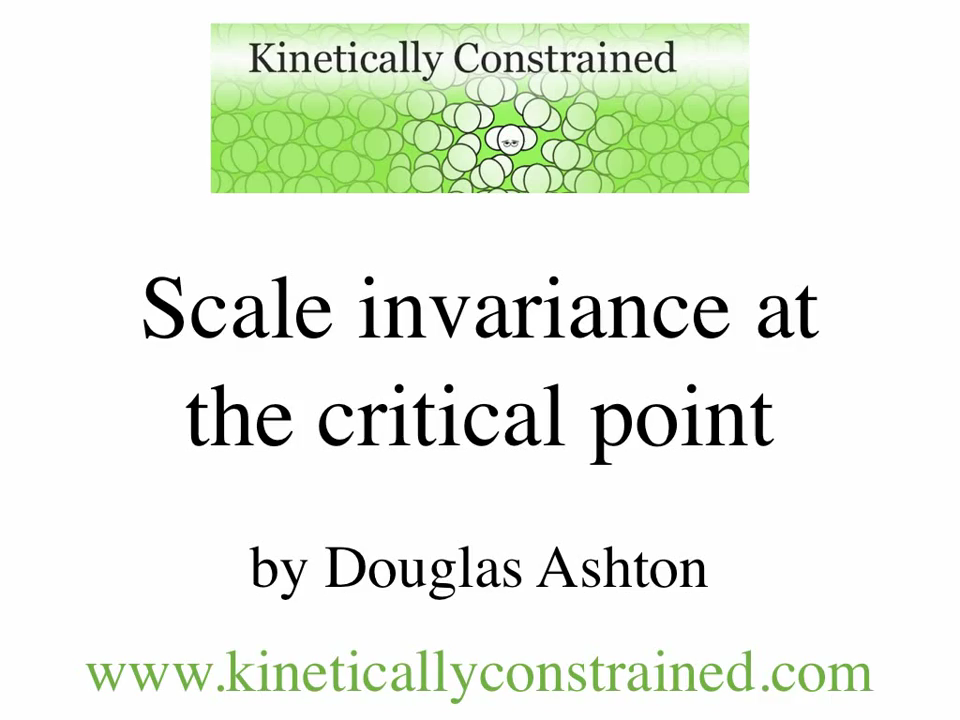 Kinetically Constrained
Scale invariance at
the critical point
by Douglas Ashton
www.kineticallyconstrained.com